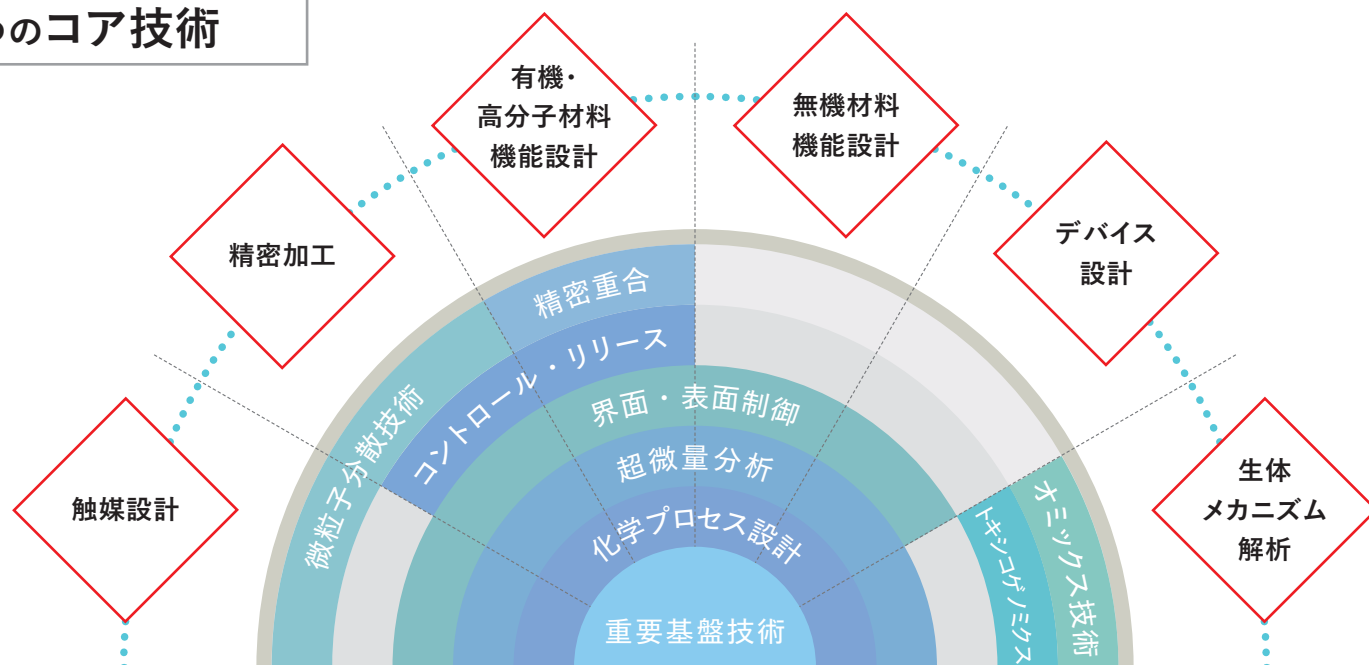 のコア技術
有機・
高分子材料
機能設計
無機材料
機能設計
精密加工
デバイス
設計
触媒設計
生体
メカニズム
解析
精密重合
コントロール・リリース
微粒子分散技術
界面・表面制御
超微量分析
化学プロセス設計
重要基盤技術
トキシコゲノミクス
オミックス技術